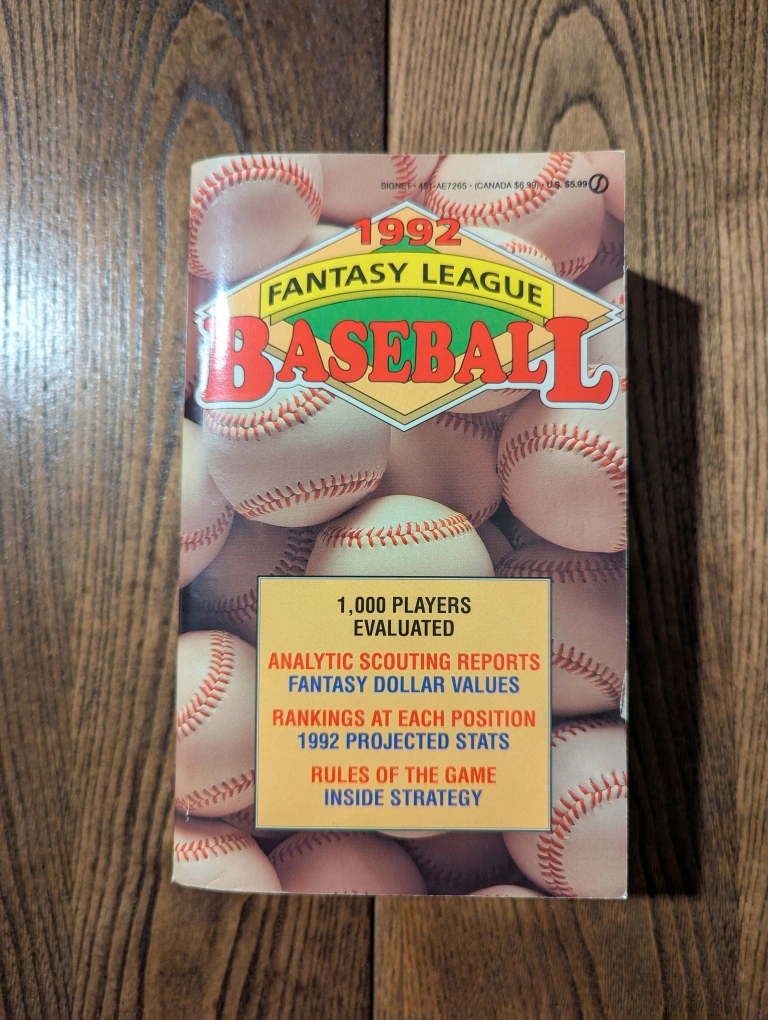 SIGNET • 451-AE7265 • (CANADA $6.99) • U.S. $5.99
1992
FANTASY LEAGUE
BASEBALL
1,000 PLAYERS
EVALUATED
ANALYTIC SCOUTING REPORTS
FANTASY DOLLAR VALUES
RANKINGS AT EACH POSITION
1992 PROJECTED STATS
RULES OF THE GAME
INSIDE STRATEGY